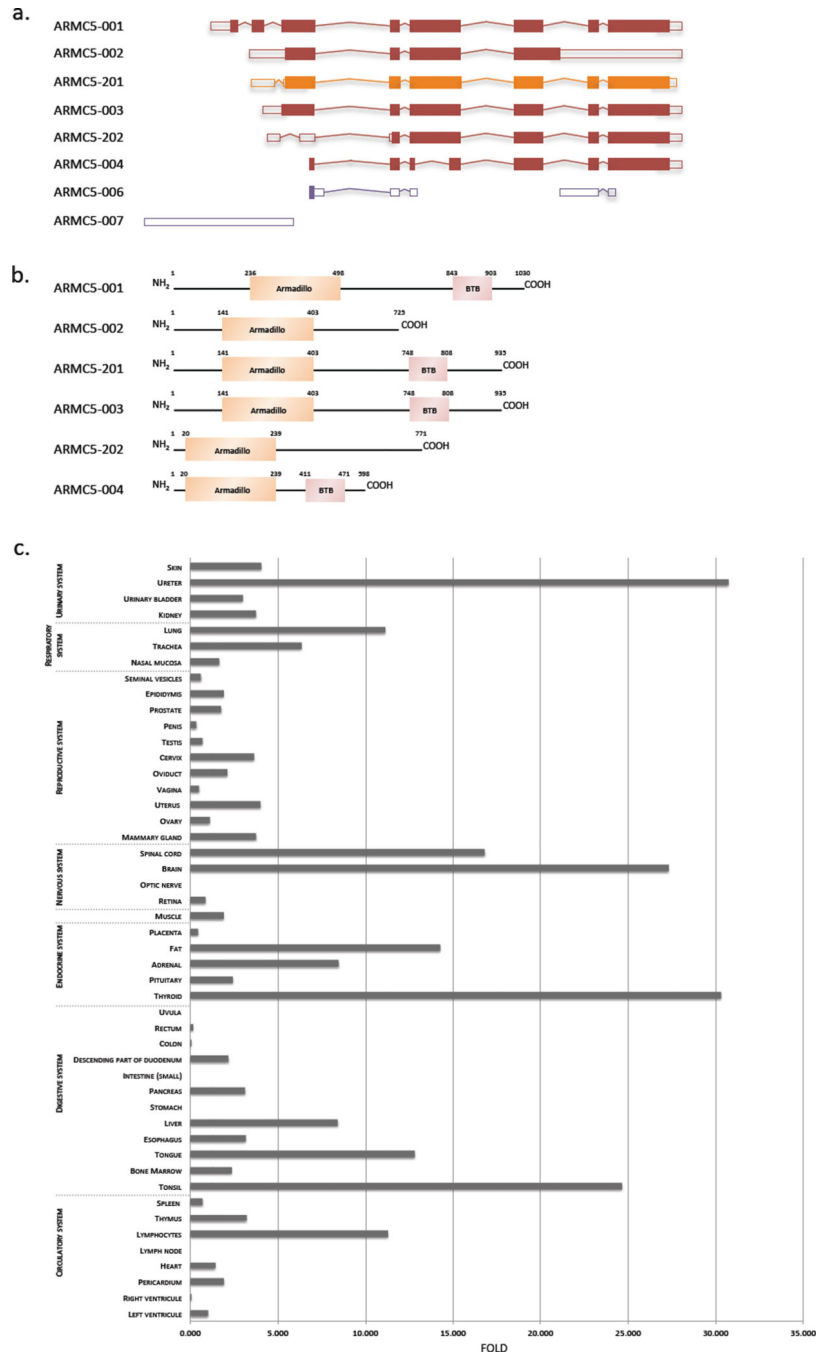 a.
ARMC5-001
ARMC5-002
ARMC5-201
ARMC5-003
ARMC5-202
ARMC5-004
ARMC5-006
ARMC5-007
b.
1 236 498 843 903 1030
ARMC5-001 NH2 Armadillo BTB COOH
1 141 403 725
ARMC5-002 NH2 Armadillo COOH
1 141 403 748 808 935
ARMC5-201 NH2 Armadillo BTB COOH
1 141 403 748 808 935
ARMC5-003 NH2 Armadillo BTB COOH
1 20 239 771
ARMC5-202 NH2 Armadillo COOH
1 20 239 411 471 598
ARMC5-004 NH2 Armadillo BTB COOH
c.
URINARY SYSTEM
SKIN
URETER
URINARY BLADDER
KIDNEY
RESPIRATORY SYSTEM
LUNG
TRACHEA
NASAL MUCOSA
REPRODUCTIVE SYSTEM
SEMINAL VESICLES
EPIDIDYMIS
PROSTATE
PENIS
TESTIS
CERVIX
OVIDUCT
VAGINA
UTERUS
OVARY
MAMMARY GLAND
NERVOUS SYSTEM
SPINAL CORD
BRAIN
OPTIC NERVE
RETINA
MUSCLE
ENDOCRINE SYSTEM
PLACENTA
FAT
ADRENAL
PITUITARY
THYROID
DIGESTIVE SYSTEM
UVULA
RECTUM
COLON
DESCENDING PART OF DUODENUM
INTESTINE (SMALL)
PANCREAS
STOMACH
LIVER
ESOPHAGUS
TONGUE
BONE MARROW
TONSIL
CIRCULATORY SYSTEM
SPLEEN
THYMUS
LYMPHOCYTES
LYMPH NODE
HEART
PERICARDIUM
RIGHT VENTRICULE
LEFT VENTRICULE
0.000 5.000 10.000 15.000 20.000 25.000 30.000 35.000
FOLD